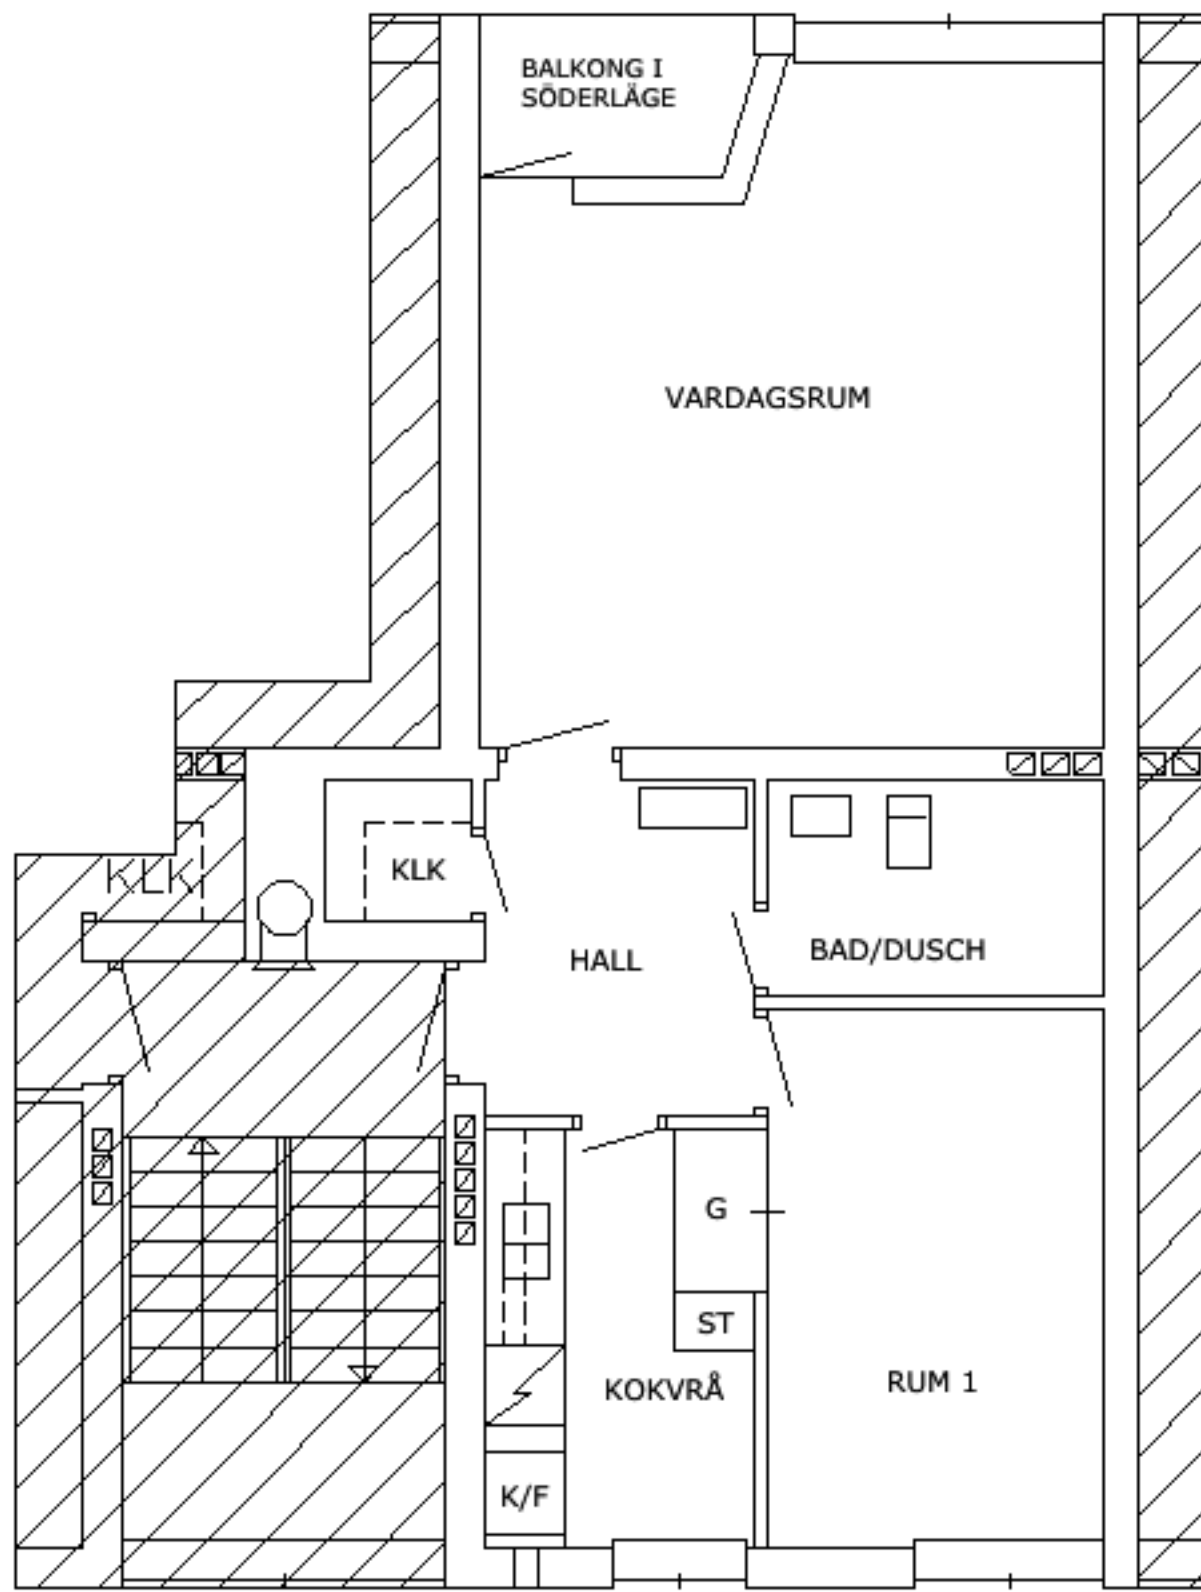 BALKONG I
SÖDERLÄGE
VARDAGSRUM
KLK
KLK
HALL
BAD/DUSCH
G
ST
KOKVRÅ
RUM 1
K/F